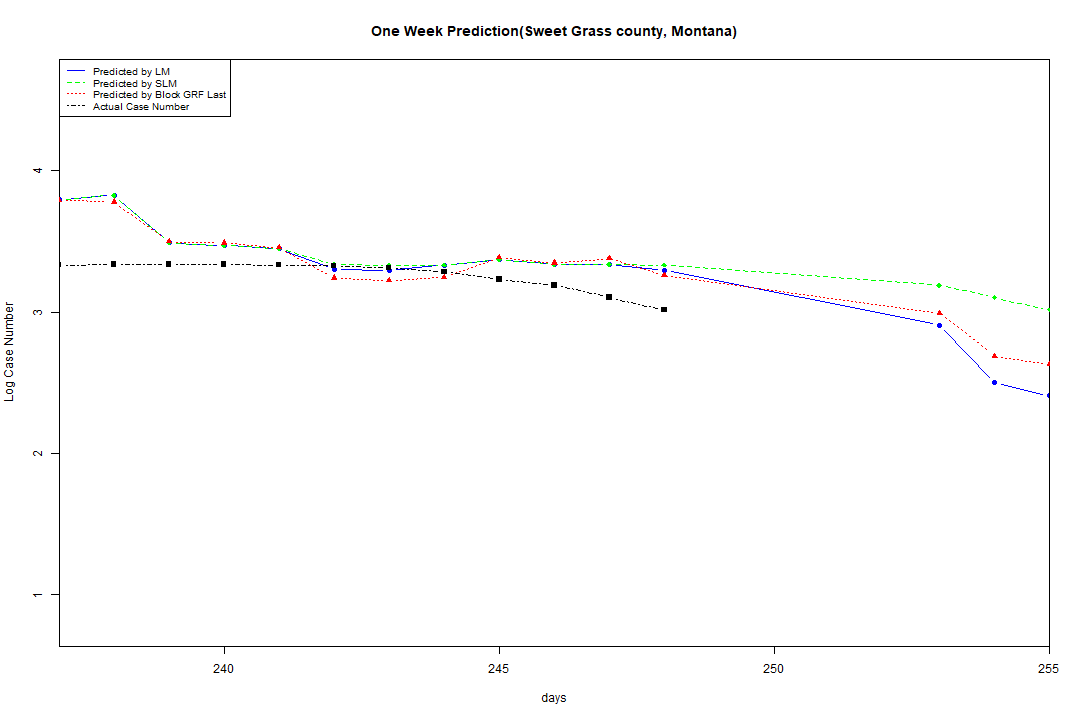 One Week Prediction(Sweet Grass county, Montana)
Predicted by LM
Predicted by SLM
Predicted by Block GRF Last
Actual Case Number
4
3
2
1
Log Case Number
240 245 250 255
days